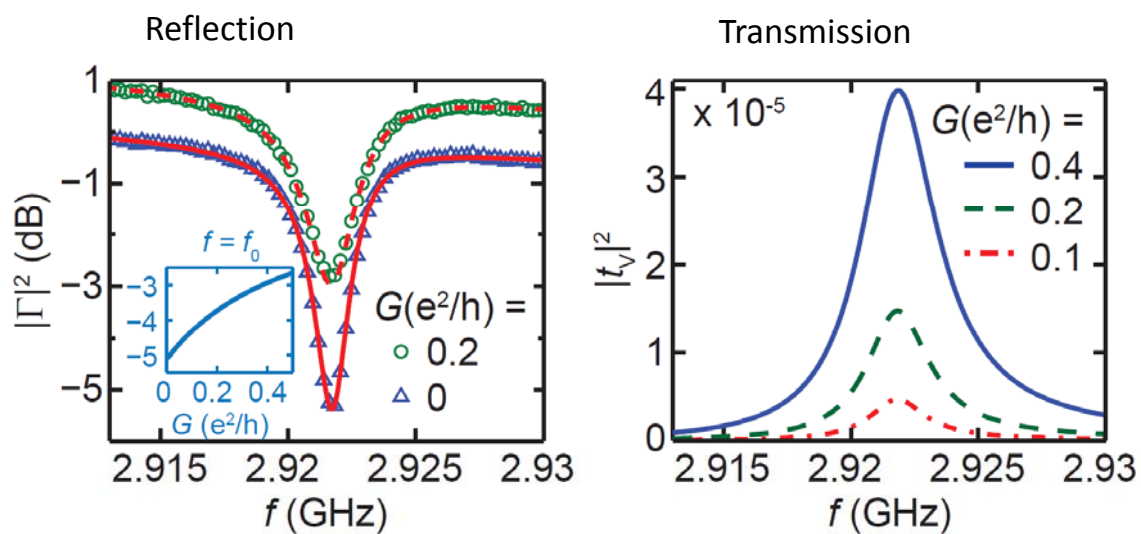 Reflection
1
−1
−3
−5
|Γ|² (dB)
f = f₀
−3
−4
−5
0 0.2 0.4
G (e²/h)
G(e²/h) =
0.2
0
2.915 2.92 2.925 2.93
f (GHz)
Transmission
x 10⁻⁵
4
3
2
1
0
|tᵥ|²
G(e²/h) =
0.4
0.2
0.1
2.915 2.92 2.925 2.93
f (GHz)